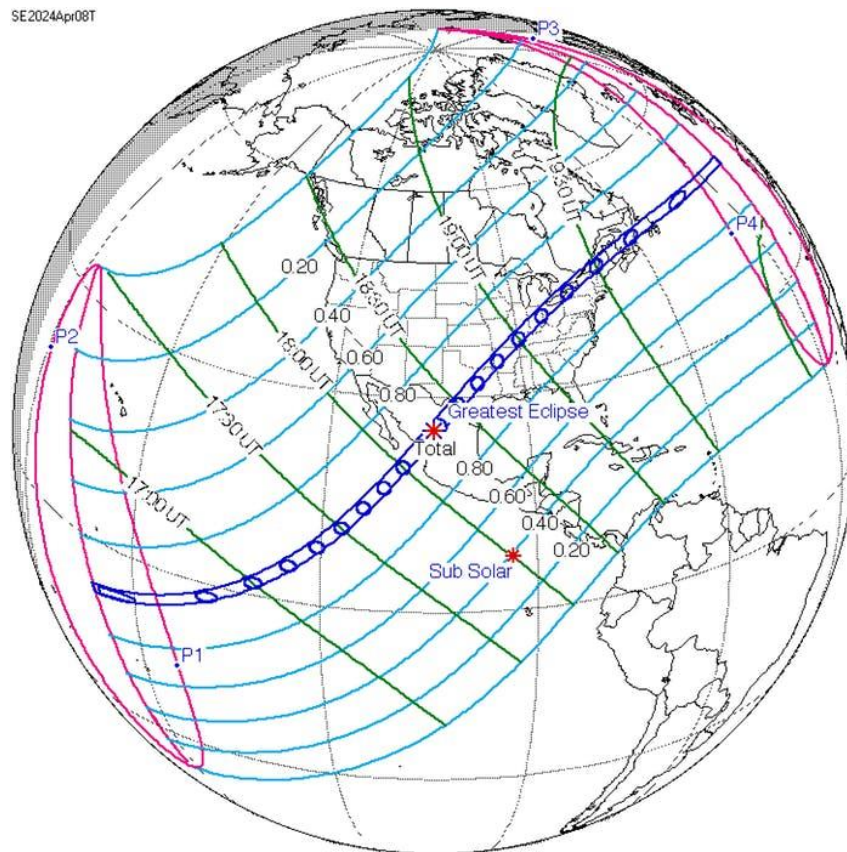 SE2024Apr08T
P3
19:30 UT
19:00 UT
P4
0.20
18:30 UT
0.40
P2
18:00 UT
0.60
0.80
17:30 UT
Greatest Eclipse
Total
0.80
17:00 UT
0.60
0.40
0.20
Sub Solar
P1